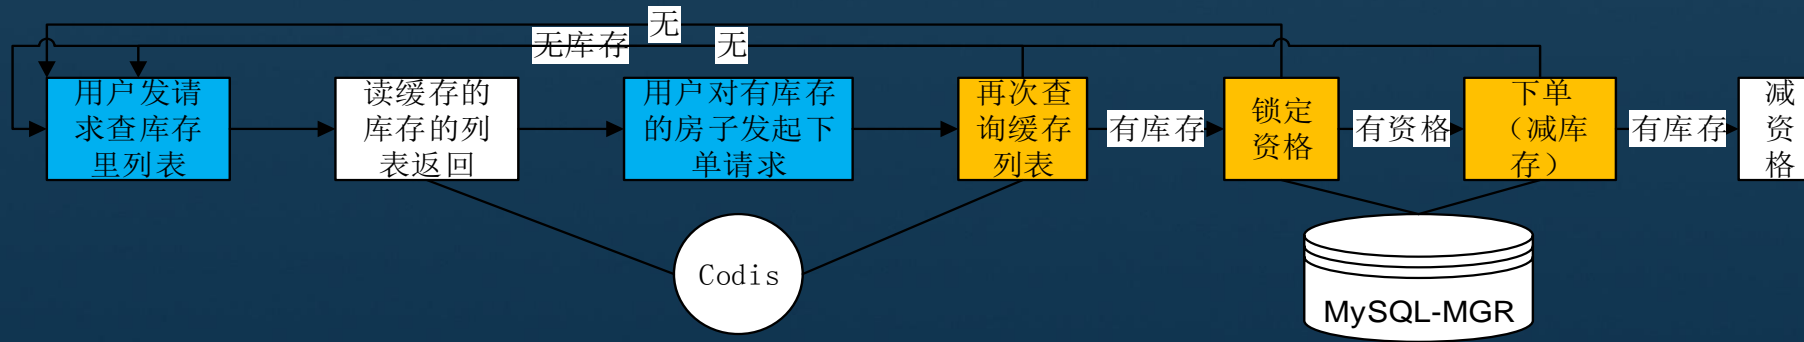 无
无库存
无
用户发请
求查库存
里列表
读缓存的
库存的列
表返回
用户对有库存
的房子发起下
单请求
再次查
询缓存
列表
有库存
锁定
资格
有资格
下单
（减库
存）
有库存
减
资
格
Codis
MySQL-MGR